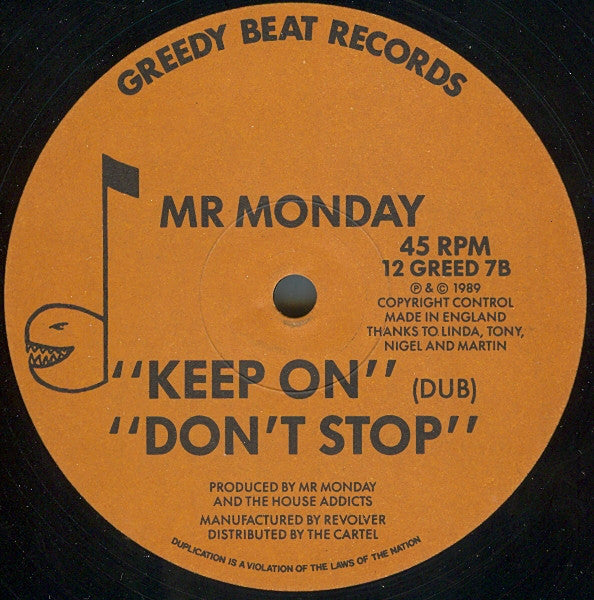 GREEDY BEAT RECORDS
MR MONDAY
45 RPM
12 GREED 7B
℗ & © 1989
COPYRIGHT CONTROL
MADE IN ENGLAND
THANKS TO LINDA, TONY,
NIGEL AND MARTIN
"KEEP ON" (DUB)
"DON'T STOP"
PRODUCED BY MR MONDAY
AND THE HOUSE ADDICTS
MANUFACTURED BY REVOLVER
DISTRIBUTED BY THE CARTEL
DUPLICATION IS A VIOLATION OF THE LAWS OF THE NATION